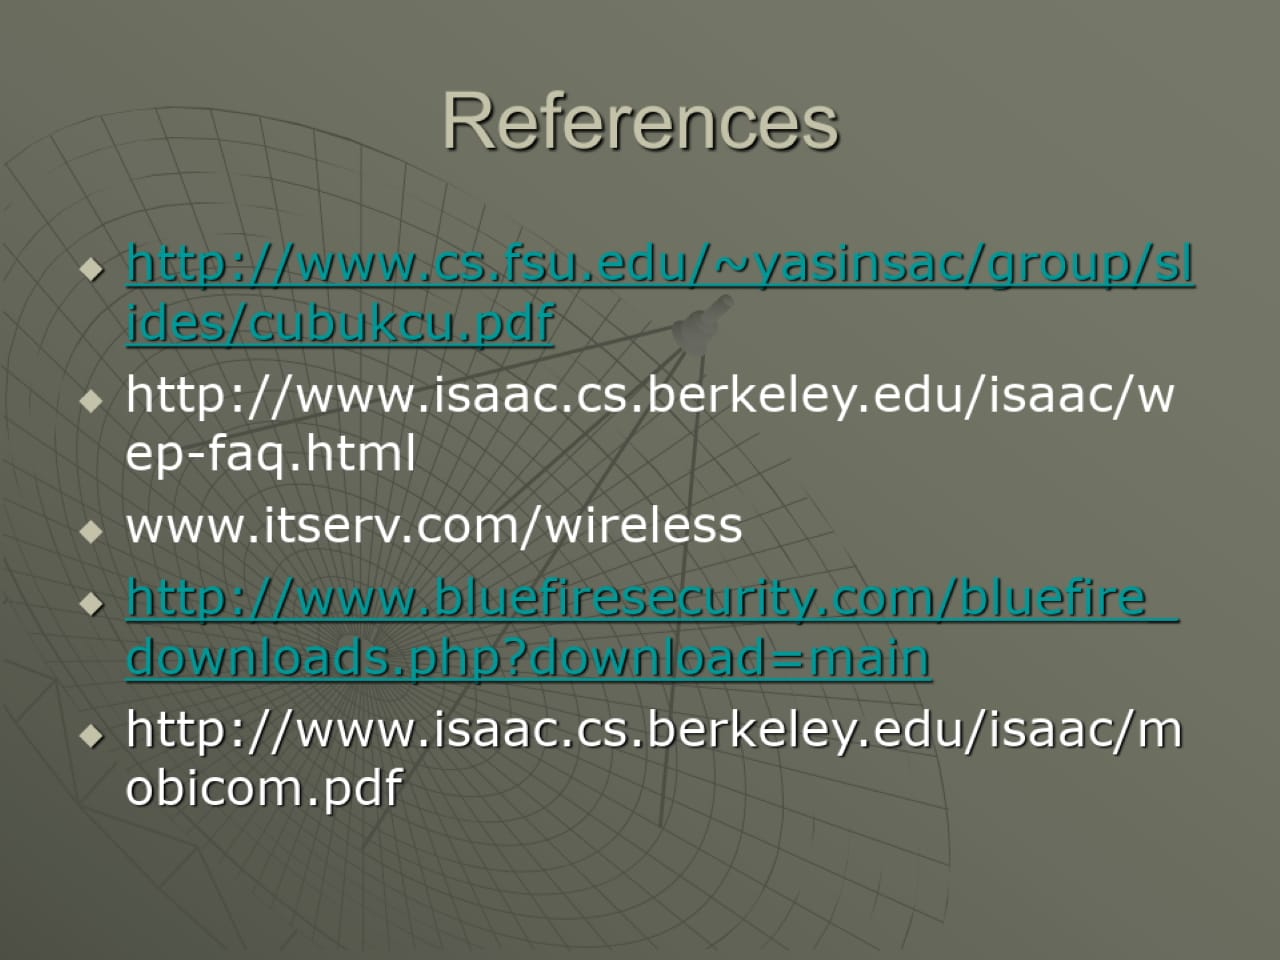 References
http://www.cs.fsu.edu/~yasinsac/group/sl
ides/cubukcu.pdf
http://www.isaac.cs.berkeley.edu/isaac/w
ep-faq.html
www.itserv.com/wireless
http://www.bluefiresecurity.com/bluefire_
downloads.php?download=main
http://www.isaac.cs.berkeley.edu/isaac/m
obicom.pdf